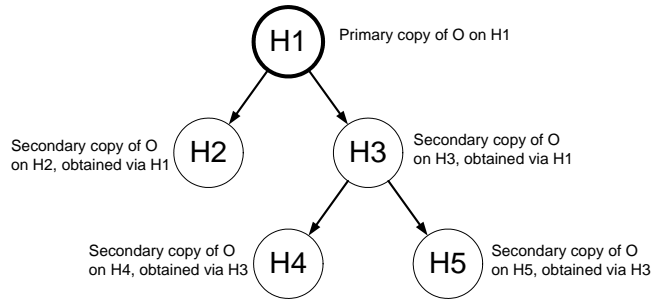 H1
Primary copy of O on H1
Secondary copy of O
on H2, obtained via H1
H2
H3
Secondary copy of O
on H3, obtained via H1
Secondary copy of O
on H4, obtained via H3
H4
H5
Secondary copy of O
on H5, obtained via H3